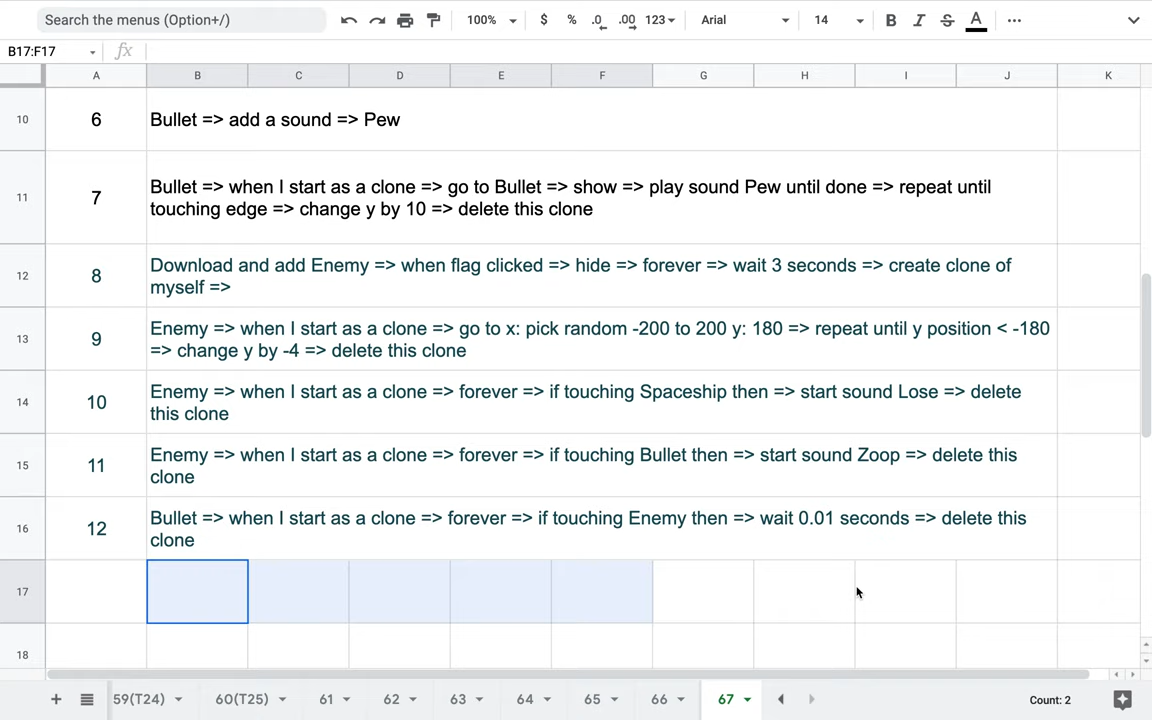 Search the menus (Option+/)
100%
$ % .0 .00 123
Arial
14
B I S A
B17:F17
fx
A B C D E F G H I J K
10
6
Bullet => add a sound => Pew
11
7
Bullet => when I start as a clone => go to Bullet => show => play sound Pew until done => repeat until
touching edge => change y by 10 => delete this clone
12
8
Download and add Enemy => when flag clicked => hide => forever => wait 3 seconds => create clone of
myself =>
13
9
Enemy => when I start as a clone => go to x: pick random -200 to 200 y: 180 => repeat until y position < -180
=> change y by -4 => delete this clone
14
10
Enemy => when I start as a clone => forever => if touching Spaceship then => start sound Lose => delete
this clone
15
11
Enemy => when I start as a clone => forever => if touching Bullet then => start sound Zoop => delete this
clone
16
12
Bullet => when I start as a clone => forever => if touching Enemy then => wait 0.01 seconds => delete this
clone
17
18
59(T24) 60(T25) 61 62 63 64 65 66 67
Count: 2